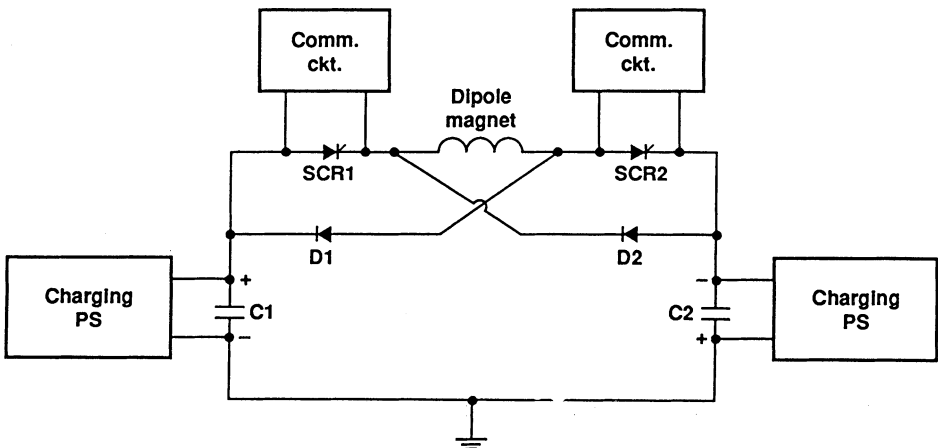 Comm.
ckt.
Comm.
ckt.
Dipole
magnet
SCR1
SCR2
D1
D2
Charging
PS
+
C1
−
−
C2
+
Charging
PS